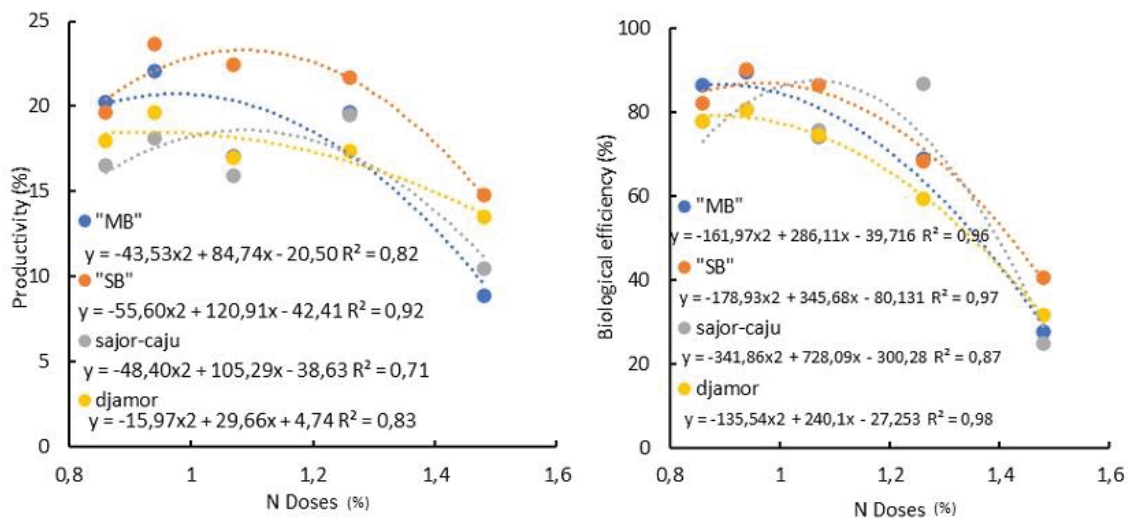 25
20
15
10
5
0
Productivity (%)
"MB"
y = -43,53x2 + 84,74x - 20,50 R² = 0,82
"SB"
y = -55,60x2 + 120,91x - 42,41 R² = 0,92
sajor-caju
y = -48,40x2 + 105,29x - 38,63 R² = 0,71
djamor
y = -15,97x2 + 29,66x + 4,74 R² = 0,83
0,8 1 1,2 1,4 1,6
N Doses (%)
100
80
60
40
20
0
Biological efficiency (%)
"MB"
y = -161,97x2 + 286,11x - 39,716 R² = 0,96
"SB"
y = -178,93x2 + 345,68x - 80,131 R² = 0,97
sajor-caju
y = -341,86x2 + 728,09x - 300,28 R² = 0,87
djamor
y = -135,54x2 + 240,1x - 27,253 R² = 0,98
0,8 1 1,2 1,4 1,6
N Doses (%)